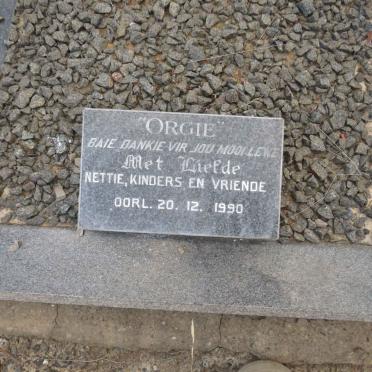 "ORGIE"
BAIE DANKIE VIR JOU MOOI LEWE
Met Liefde
NETTIE, KINDERS EN VRIENDE
OORL. 20. 12. 1990